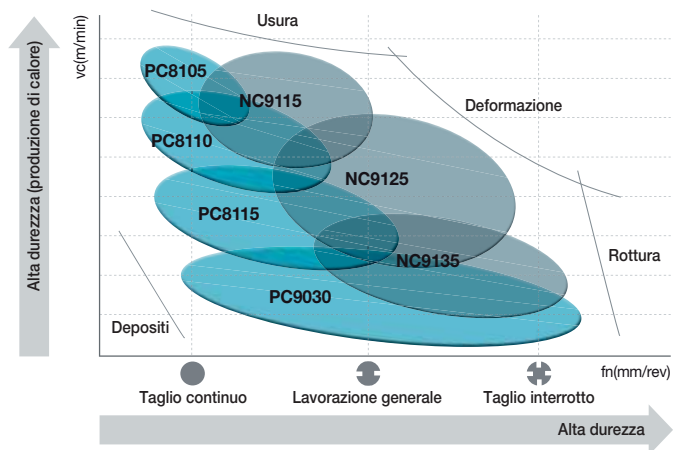 Usura
vc(m/min)
PC8105
NC9115
Deformazione
PC8110
NC9125
PC8115
Alta durezzza (produzione di calore)
NC9135
Rottura
PC9030
Depositi
fn(mm/rev)
Taglio continuo
Lavorazione generale
Taglio interrotto
Alta durezza